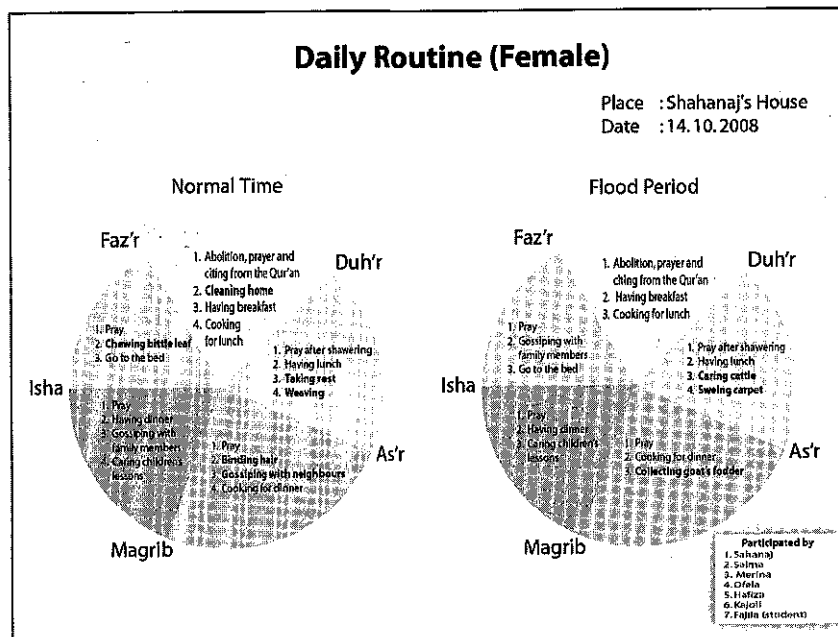 Daily Routine (Female)
Place : Shahanaj's House
Date : 14.10.2008
Normal Time
Faz'r
1. Abolition, prayer and
citing from the Qur'an
2. Cleaning home
3. Having breakfast
4. Cooking
for lunch
Duh'r
1. Pray
2. Chewing bittle leaf
3. Go to the bed
1. Pray after shawering
2. Having lunch
3. Taking rest
4. Weaving
Isha
1. Pray
2. Having dinner
3. Gossiping with
family members
4. Caring children's
lessons
1. Pray
2. Binding hair
3. Gossiping with neighbours
4. Cooking for dinner
As'r
Magrib
Flood Period
Faz'r
1. Abolition, prayer and
citing from the Qur'an
2. Having breakfast
3. Cooking for lunch
Duh'r
1. Pray
2. Gossiping with
family members
3. Go to the bed
1. Pray after shawering
2. Having lunch
3. Caring cattle
4. Sweing carpet
Isha
1. Pray
2. Having dinner
3. Caring children's
lessons
1. Pray
2. Cooking for dinner
3. Collecting goat's fodder
As'r
Magrib
Participated by
1. Sahanaj
2. Salma
3. Merina
4. Ofela
5. Hafiza
6. Kajoli
7. Fajila (student)